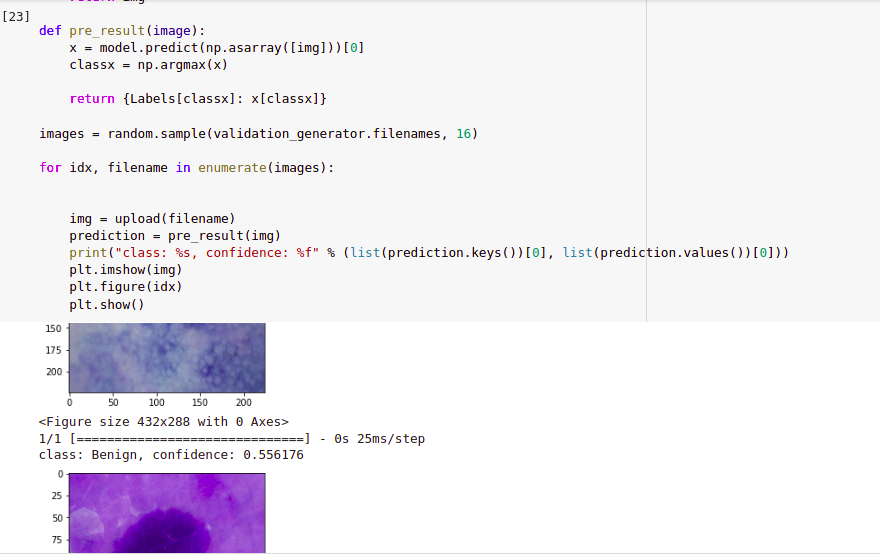 return img
[23]
def pre_result(image):
x = model.predict(np.asarray([img]))[0]
classx = np.argmax(x)
return {Labels[classx]: x[classx]}
images = random.sample(validation_generator.filenames, 16)
for idx, filename in enumerate(images):
img = upload(filename)
prediction = pre_result(img)
print("class: %s, confidence: %f" % (list(prediction.keys())[0], list(prediction.values())[0]))
plt.imshow(img)
plt.figure(idx)
plt.show()
150
175
200
0 50 100 150 200
<Figure size 432x288 with 0 Axes>
1/1 [==============================] - 0s 25ms/step
class: Benign, confidence: 0.556176
0
25
50
75